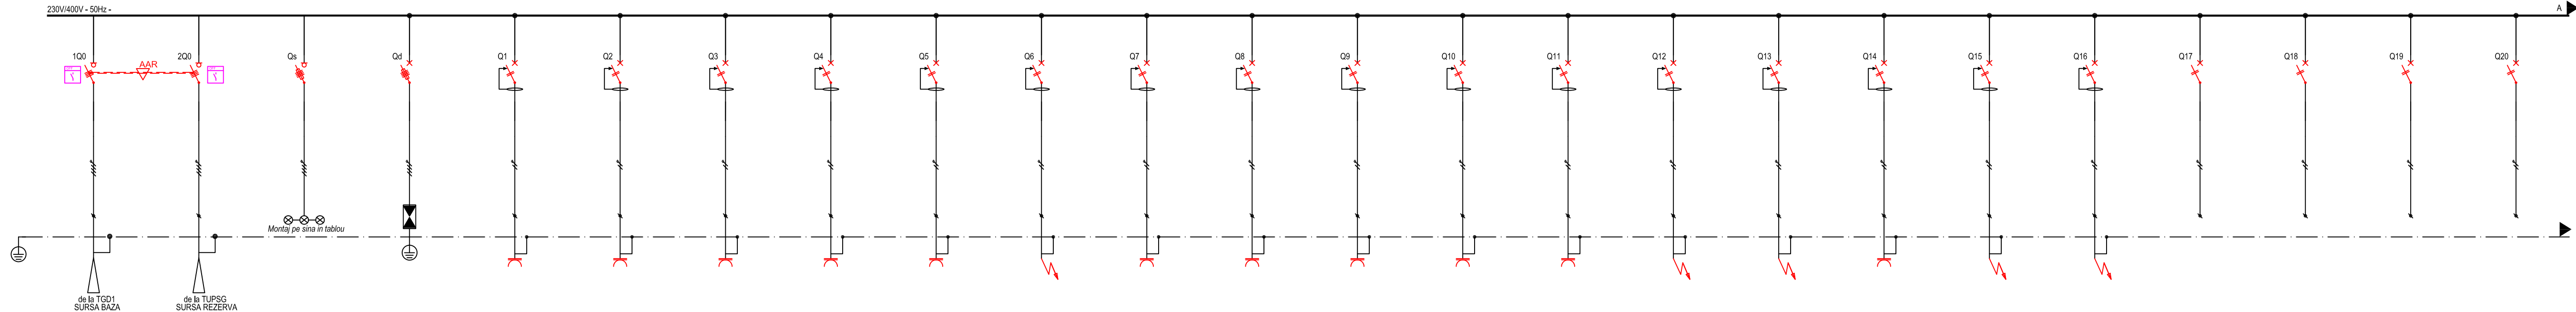 230V/400V - 50Hz -
A
1Q0
AAR
2Q0
Qs
Qd
Q1
Q2
Q3
Q4
Q5
Q6
Q7
Q8
Q9
Q10
Q11
Q12
Q13
Q14
Q15
Q16
Q17
Q18
Q19
Q20
Montaj pe sina in tablou
de la TGD1
SURSA BAZA
de la TUPSG
SURSA REZERVA